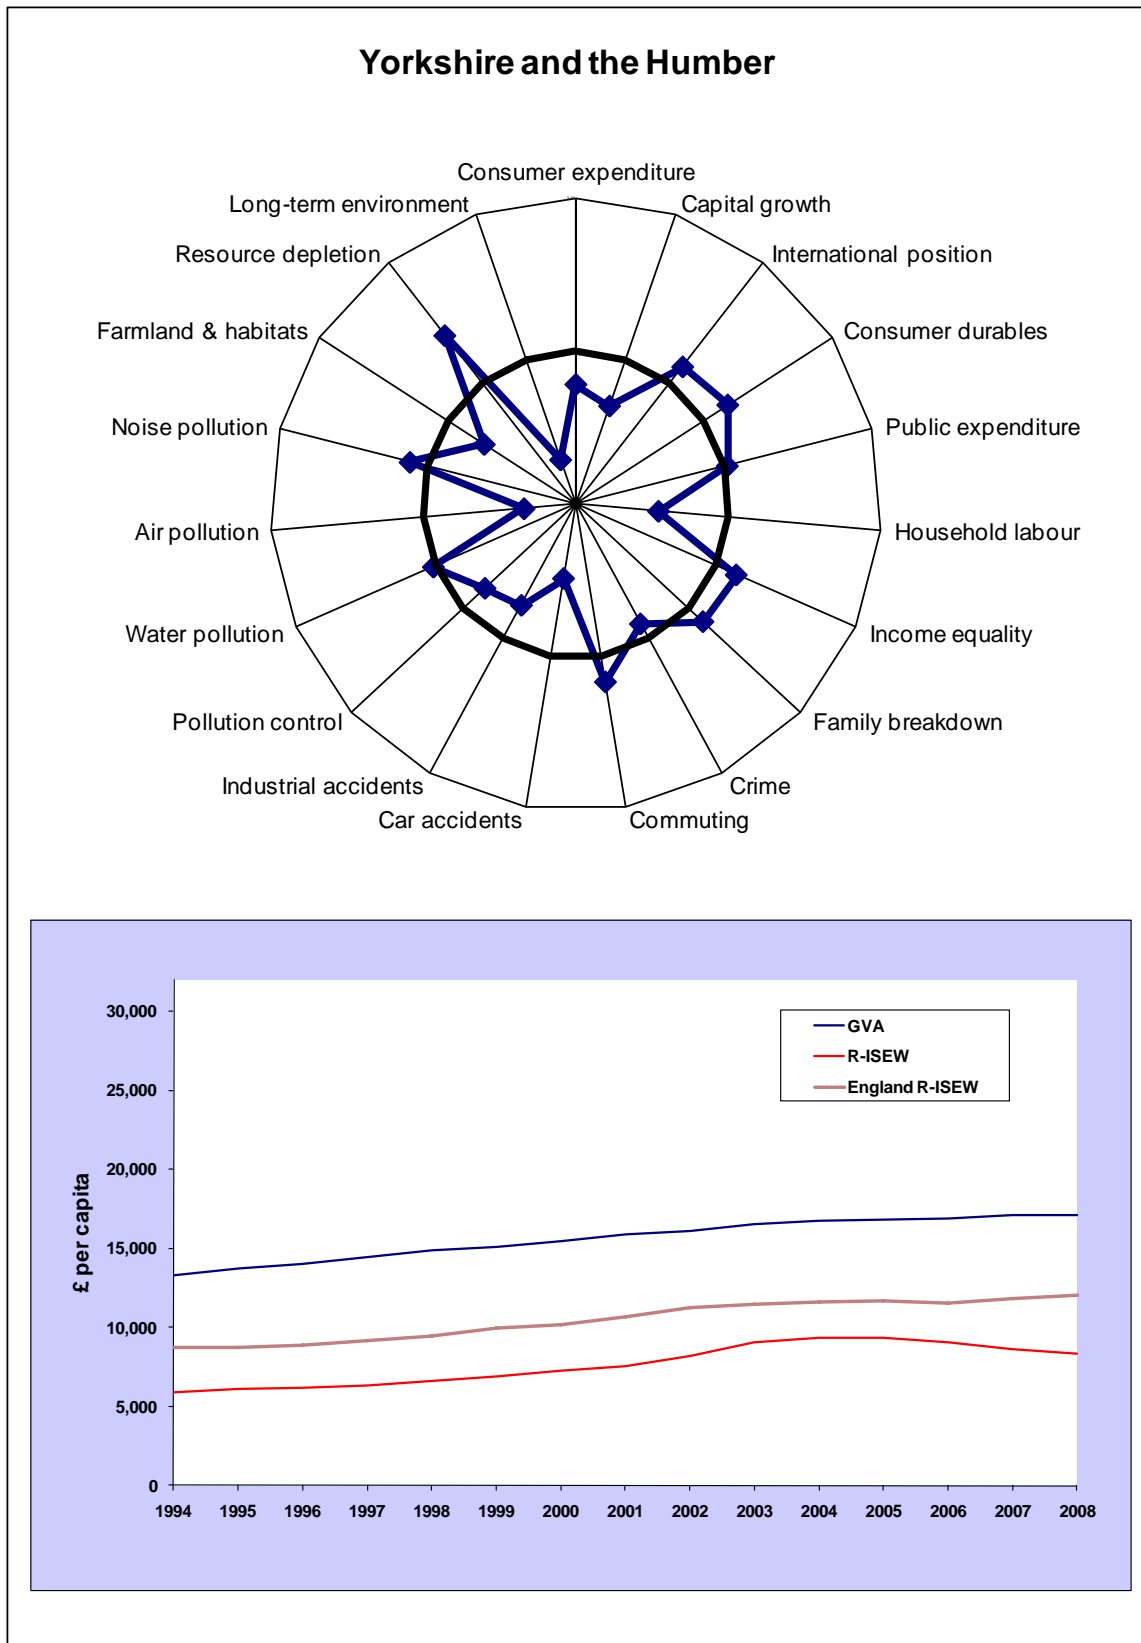 Yorkshire and the Humber
Consumer expenditure
Long-term environment
Capital growth
Resource depletion
International position
Farmland & habitats
Consumer durables
Noise pollution
Public expenditure
Air pollution
Household labour
Water pollution
Income equality
Pollution control
Family breakdown
Industrial accidents
Crime
Car accidents
Commuting
30,000
25,000
20,000
15,000
10,000
5,000
0
£ per capita
GVA
R-ISEW
England R-ISEW
1994 1995 1996 1997 1998 1999 2000 2001 2002 2003 2004 2005 2006 2007 2008